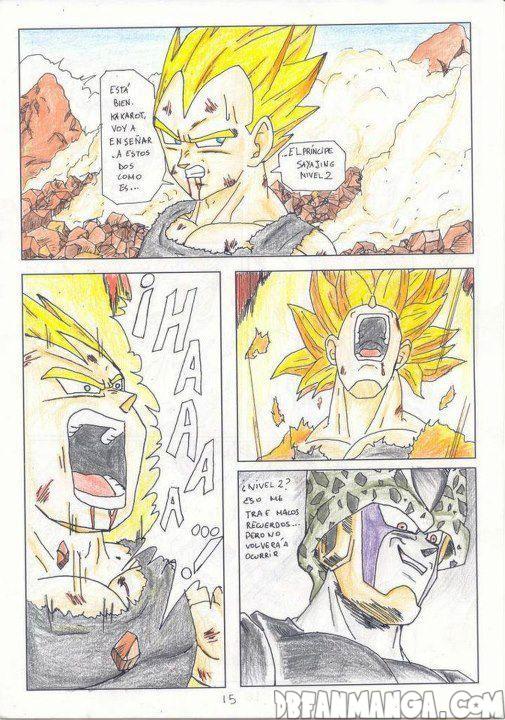 ESTÁ
BIEN.
KAKAROT,
VOY A
ENSEÑAR
.A ESTOS
DOS
COMO
ES...
...EL PRÍNCIPE
SAYAJING
NIVEL 2
¡HAAAA
A...!!
¿NIVEL 2?
ESO ME
TRAE MALOS
RECUERDOS...
...PERO NO
VOLVERÁ A
OCURRIR
15
DBFANMANGA.COM